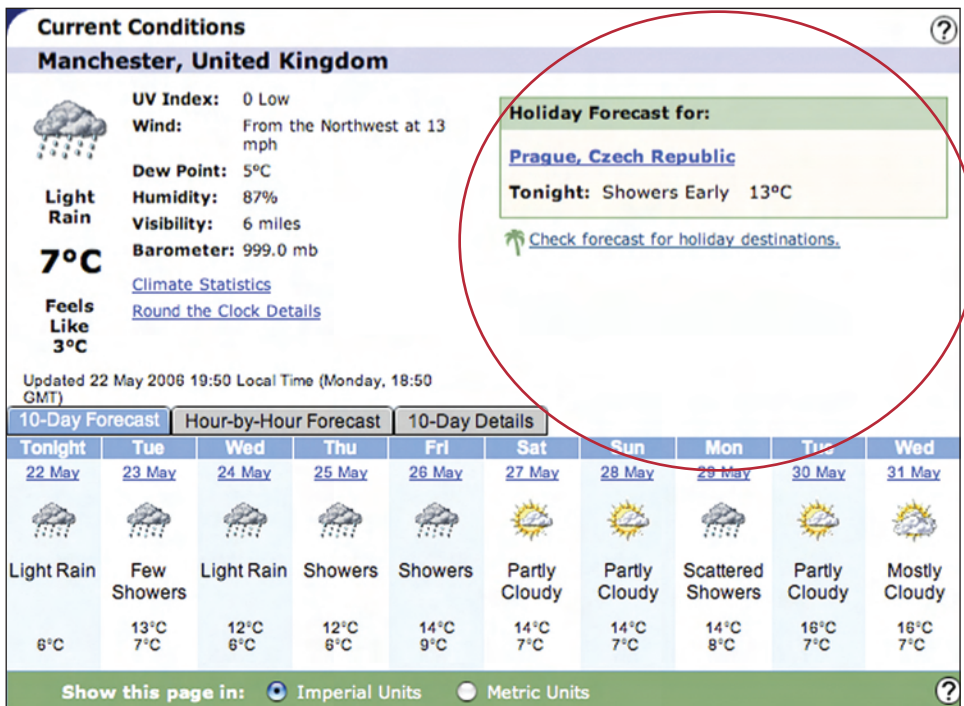 Current Conditions
?
Manchester, United Kingdom
Light
Rain
7°C
Feels
Like
3°C
UV Index: 0 Low
Wind: From the Northwest at 13
mph
Dew Point: 5°C
Humidity: 87%
Visibility: 6 miles
Barometer: 999.0 mb
Climate Statistics
Round the Clock Details
Holiday Forecast for:
Prague, Czech Republic
Tonight: Showers Early 13°C
Check forecast for holiday destinations.
Updated 22 May 2006 19:50 Local Time (Monday, 18:50
GMT)
10-Day Forecast Hour-by-Hour Forecast 10-Day Details
Tonight Tue Wed Thu Fri Sat Sun Mon Tue Wed
22 May 23 May 24 May 25 May 26 May 27 May 28 May 29 May 30 May 31 May
Light Rain Few Light Rain Showers Showers Partly Partly Scattered Partly Mostly
Showers Cloudy Cloudy Showers Cloudy Cloudy
13°C 12°C 12°C 14°C 14°C 14°C 14°C 16°C 16°C
6°C 7°C 6°C 6°C 9°C 7°C 7°C 8°C 7°C 7°C
Show this page in: Imperial Units Metric Units ?